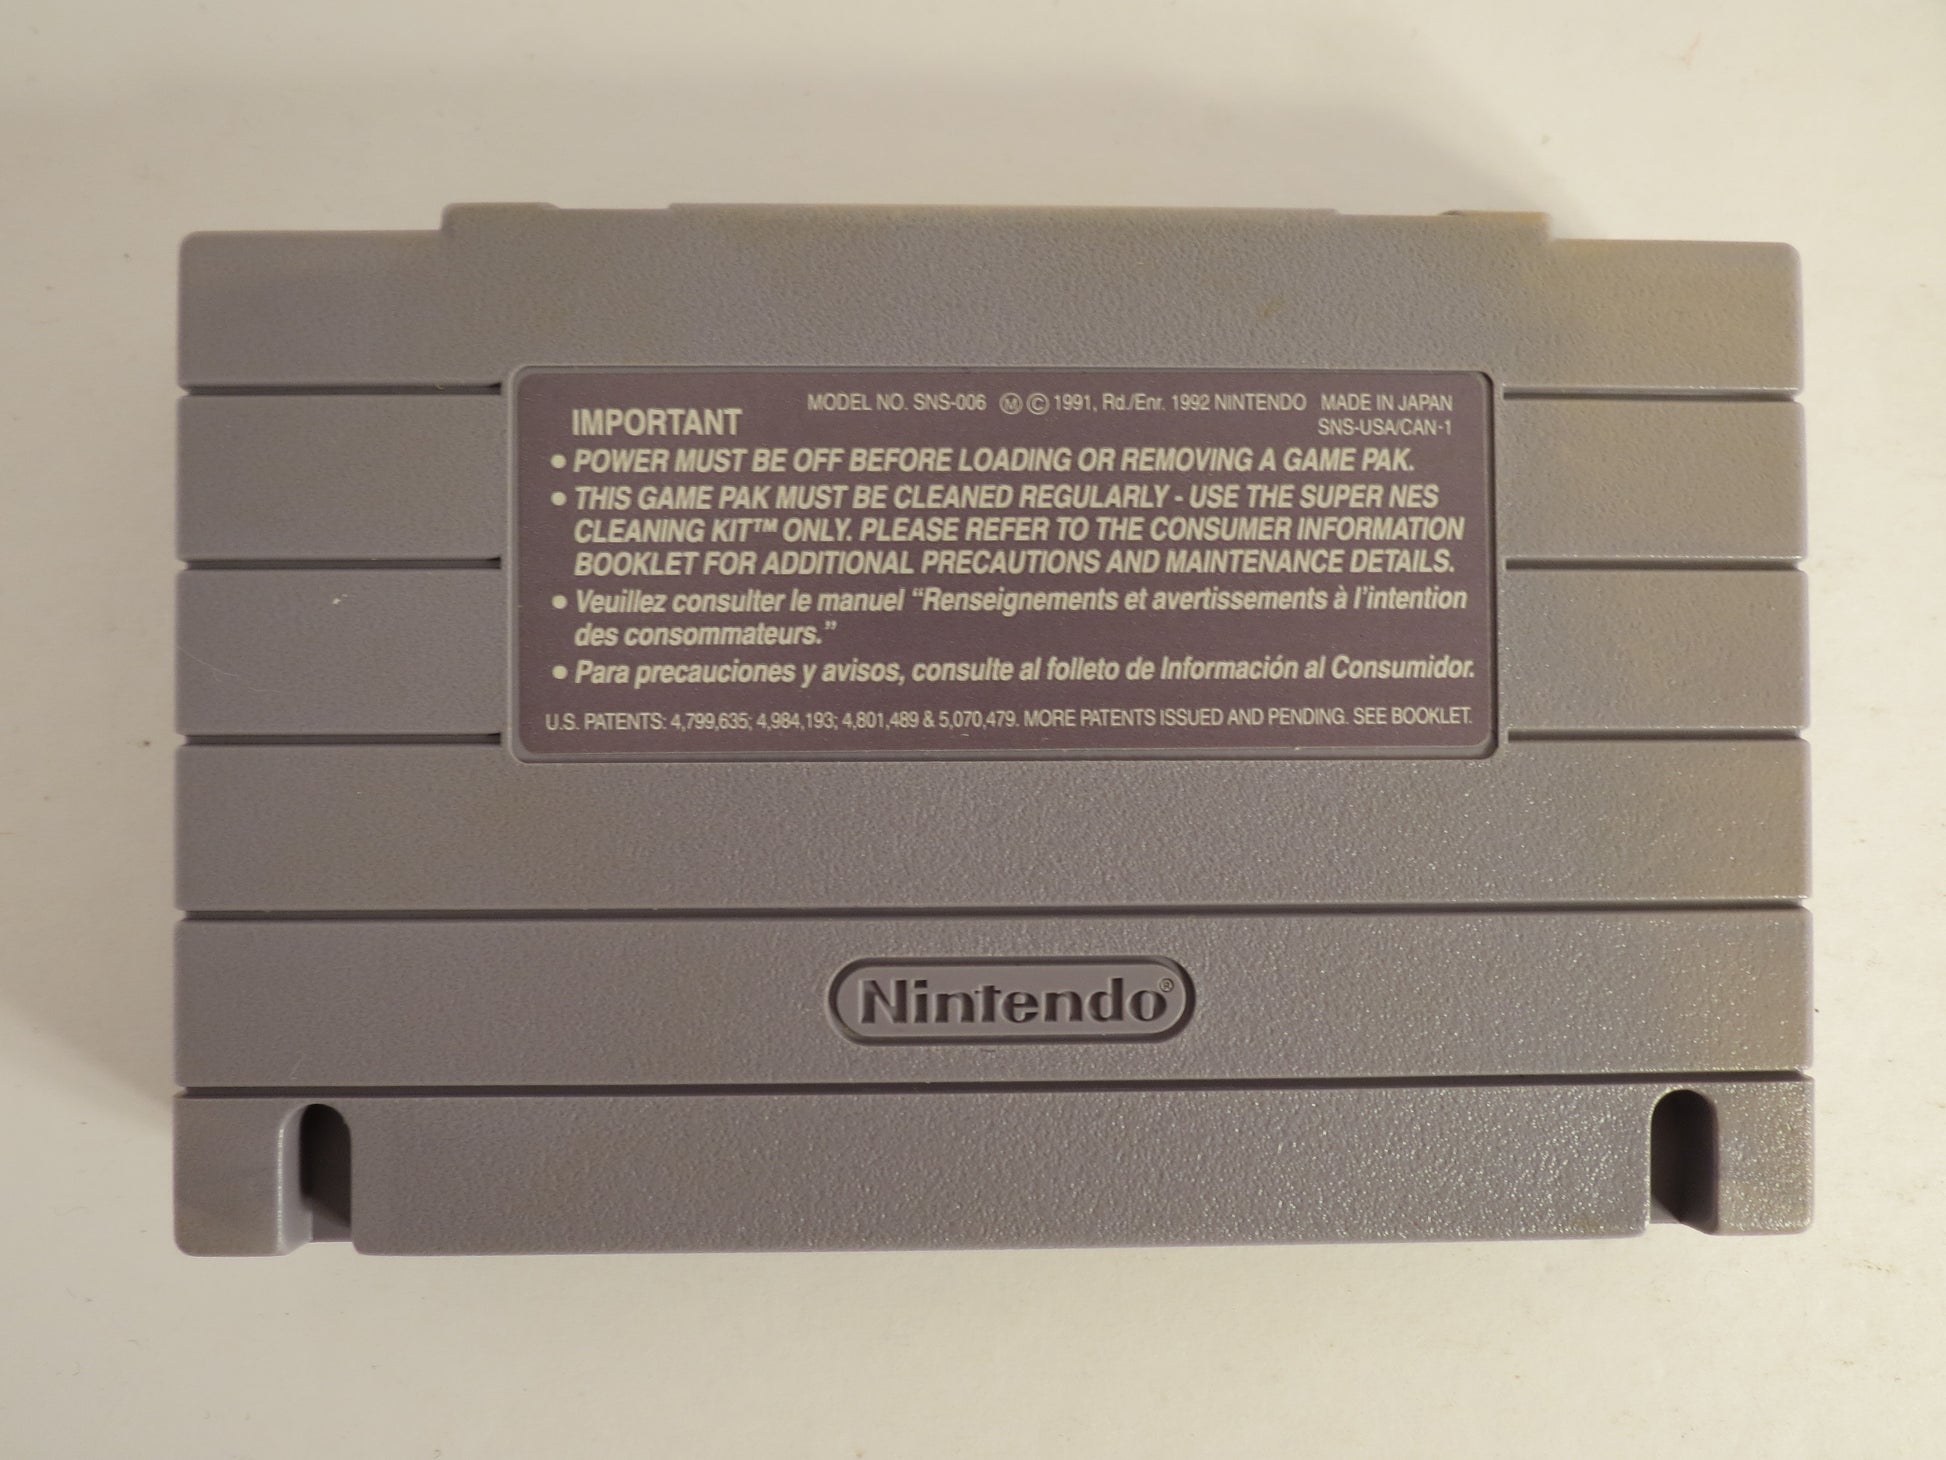 MODEL NO. SNS-006 Ⓜ © 1991, Rd./Enr. 1992 NINTENDO MADE IN JAPAN
IMPORTANT
SNS-USA/CAN-1
• POWER MUST BE OFF BEFORE LOADING OR REMOVING A GAME PAK.
• THIS GAME PAK MUST BE CLEANED REGULARLY - USE THE SUPER NES
CLEANING KIT™ ONLY. PLEASE REFER TO THE CONSUMER INFORMATION
BOOKLET FOR ADDITIONAL PRECAUTIONS AND MAINTENANCE DETAILS.
• Veuillez consulter le manuel “Renseignements et avertissements à l’intention
des consommateurs.”
• Para precauciones y avisos, consulte al folleto de Información al Consumidor.
U.S. PATENTS: 4,799,635; 4,984,193; 4,801,489 & 5,070,479. MORE PATENTS ISSUED AND PENDING. SEE BOOKLET.
Nintendo®